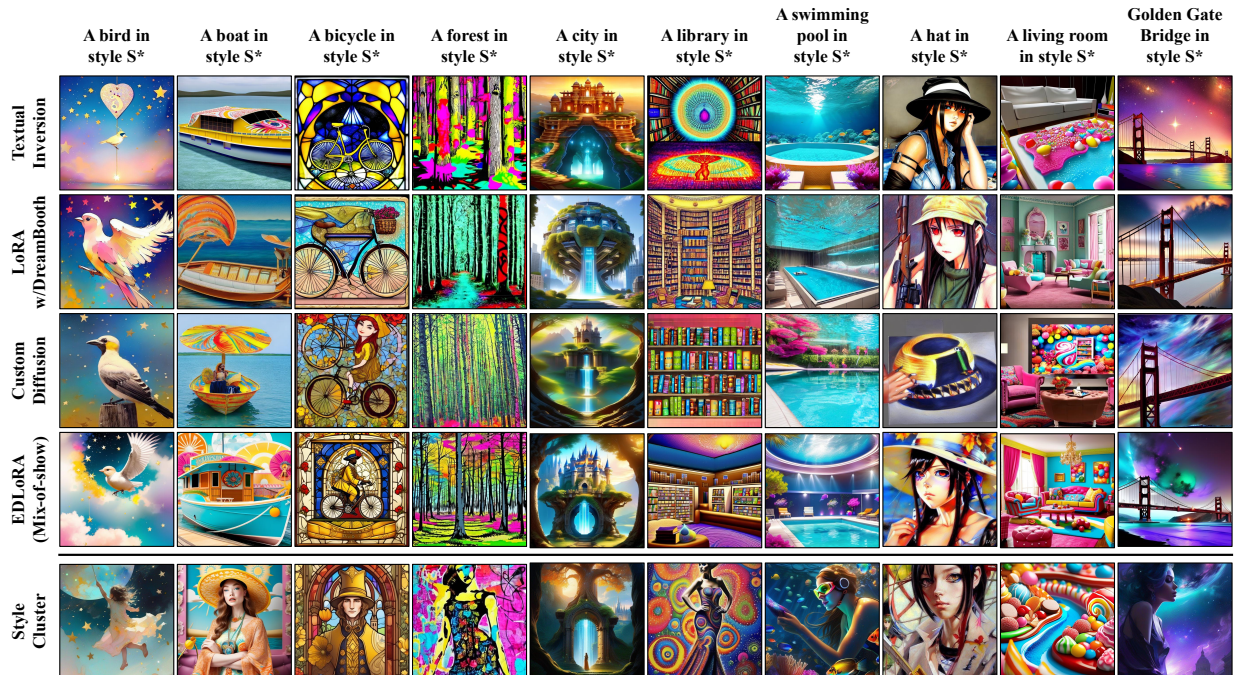 A bird in
style S*
A boat in
style S*
A bicycle in
style S*
A forest in
style S*
A city in
style S*
A library in
style S*
A swimming
pool in
style S*
A hat in
style S*
A living room
in style S*
Golden Gate
Bridge in
style S*
Textual
Inversion
LoRA
w/DreamBooth
Custom
Diffusion
EDLoRA
(Mix-of-show)
Style
Cluster